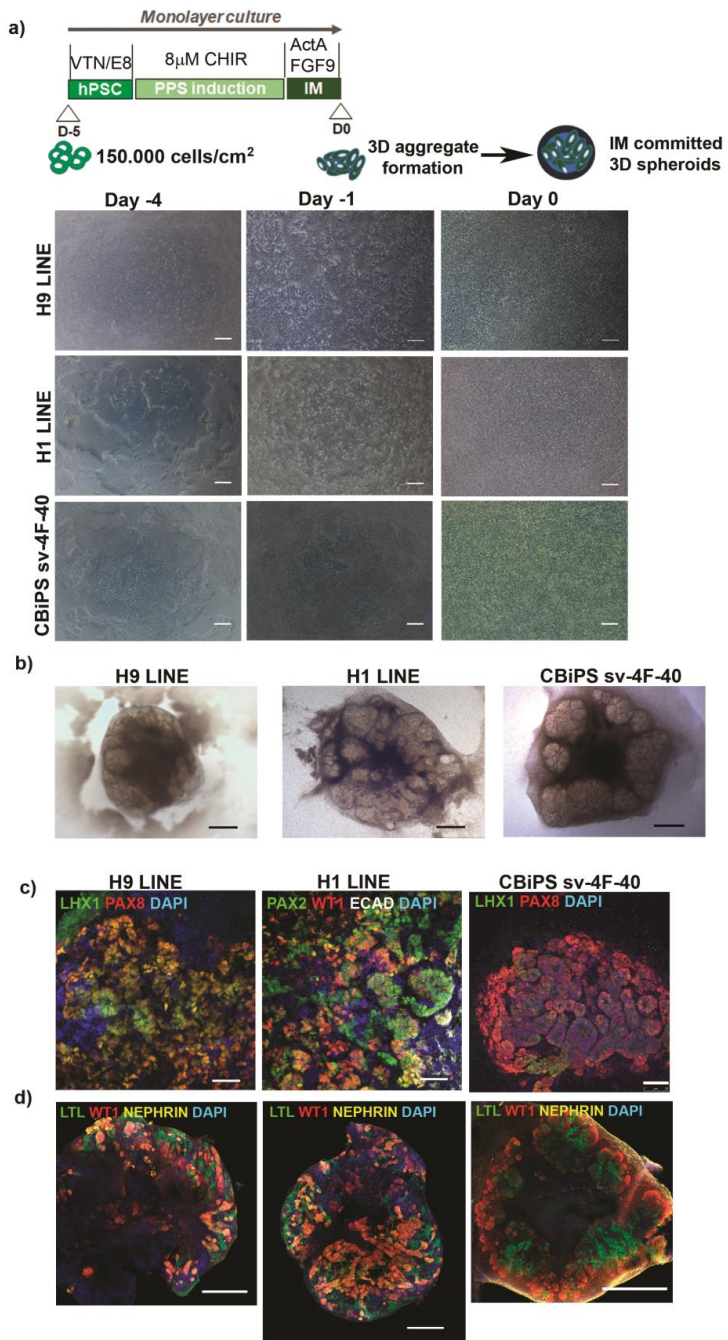 a)
Monolayer culture
VTN/E8
8µM CHIR
ActA
FGF9
hPSC
PPS induction
IM
D-5
D0
150.000 cells/cm²
3D aggregate
formation
IM committed
3D spheroids
Day -4
Day -1
Day 0
H9 LINE
H1 LINE
CBiPS sv-4F-40
b)
H9 LINE
H1 LINE
CBiPS sv-4F-40
c)
H9 LINE
H1 LINE
CBiPS sv-4F-40
LHX1 PAX8 DAPI
PAX2 WT1 ECAD DAPI
LHX1 PAX8 DAPI
d)
LTL WT1 NEPHRIN DAPI
LTL WT1 NEPHRIN DAPI
LTL WT1 NEPHRIN DAPI